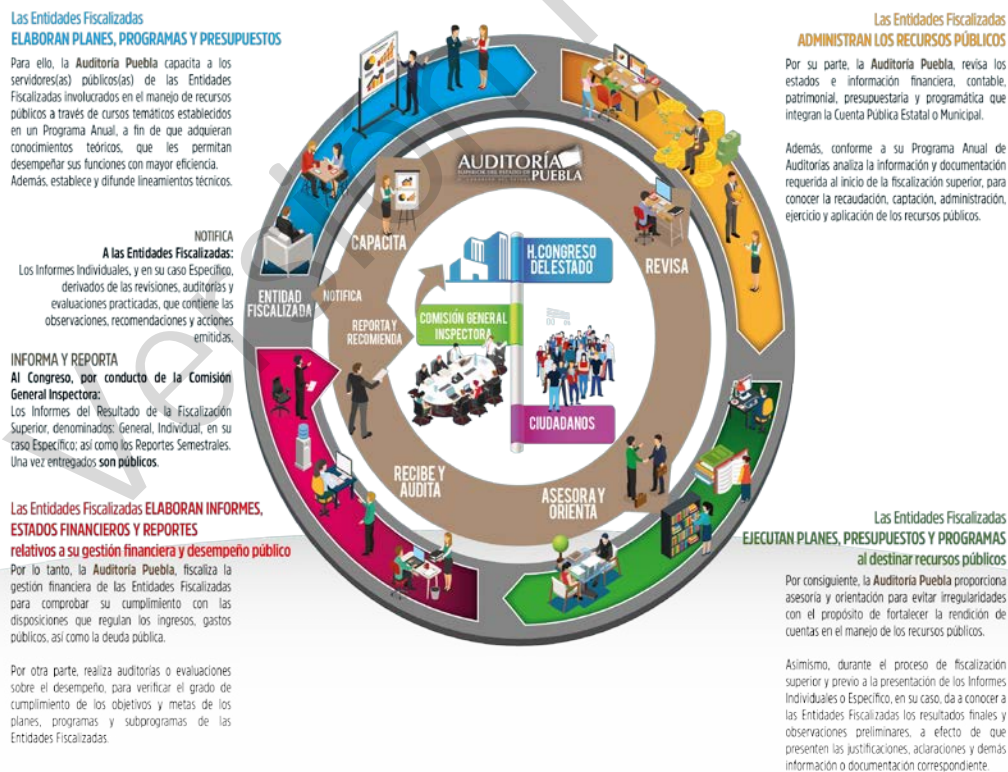 Las Entidades Fiscalizadas
ELABORAN PLANES, PROGRAMAS Y PRESUPUESTOS
Para ello, la Auditoría Puebla capacita a los
servidores(as) públicos(as) de las Entidades
Fiscalizadas involucrados en el manejo de recursos
públicos a través de cursos temáticos establecidos
en un Programa Anual, a fin de que adquieran
conocimientos teóricos, que les permitan
desempeñar sus funciones con mayor eficiencia.
Además, establece y difunde lineamientos técnicos.
NOTIFICA
A las Entidades Fiscalizadas:
Los Informes Individuales, y en su caso Específico,
derivados de las revisiones, auditorías y
evaluaciones practicadas, que contiene las
observaciones, recomendaciones y acciones
emitidas.
INFORMA Y REPORTA
Al Congreso, por conducto de la Comisión
General Inspectora:
Los Informes del Resultado de la Fiscalización
Superior, denominados: General, Individual, en su
caso Específico; así como los Reportes Semestrales.
Una vez entregados son públicos.
Las Entidades Fiscalizadas ELABORAN INFORMES,
ESTADOS FINANCIEROS Y REPORTES
relativos a su gestión financiera y desempeño público
Por lo tanto, la Auditoría Puebla, fiscaliza la
gestión financiera de las Entidades Fiscalizadas
para comprobar su cumplimiento con las
disposiciones que regulan los ingresos, gastos
públicos, así como la deuda pública.
Por otra parte, realiza auditorías o evaluaciones
sobre el desempeño, para verificar el grado de
cumplimiento de los objetivos y metas de los
planes, programas y subprogramas de las
Entidades Fiscalizadas.
AUDITORÍA
SUPERIOR DEL ESTADO DE
PUEBLA
CAPACITA
REVISA
H. CONGRESO
DEL ESTADO
ENTIDAD
FISCALIZADA
NOTIFICA
REPORTA Y
RECOMIENDA
COMISIÓN GENERAL
INSPECTORA
CIUDADANOS
RECIBE Y
AUDITA
ASESORA Y
ORIENTA
Las Entidades Fiscalizadas
ADMINISTRAN LOS RECURSOS PÚBLICOS
Por su parte, la Auditoría Puebla, revisa los
estados e información financiera, contable,
patrimonial, presupuestaria y programática que
integran la Cuenta Pública Estatal o Municipal.
Además, conforme a su Programa Anual de
Auditorías analiza la información y documentación
requerida al inicio de la fiscalización superior, para
conocer la recaudación, captación, administración,
ejercicio y aplicación de los recursos públicos.
Las Entidades Fiscalizadas
EJECUTAN PLANES, PRESUPUESTOS Y PROGRAMAS
al destinar recursos públicos
Por consiguiente, la Auditoría Puebla proporciona
asesoría y orientación para evitar irregularidades
con el propósito de fortalecer la rendición de
cuentas en el manejo de los recursos públicos.
Asimismo, durante el proceso de fiscalización
superior y previo a la presentación de los Informes
Individuales o Específico, en su caso, da a conocer a
las Entidades Fiscalizadas los resultados finales y
observaciones preliminares, a efecto de que
presenten las justificaciones, aclaraciones y demás
información o documentación correspondiente.